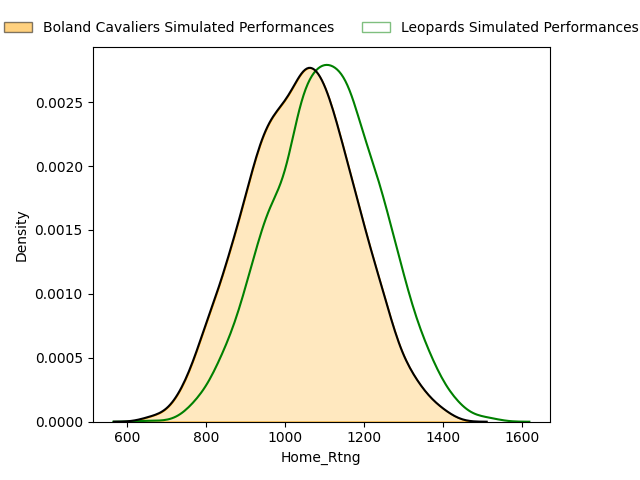 Boland Cavaliers Simulated Performances Leopards Simulated Performances
0.0025
0.0020
0.0015
0.0010
0.0005
0.0000
Density
600 800 1000 1200 1400 1600
Home_Rtng